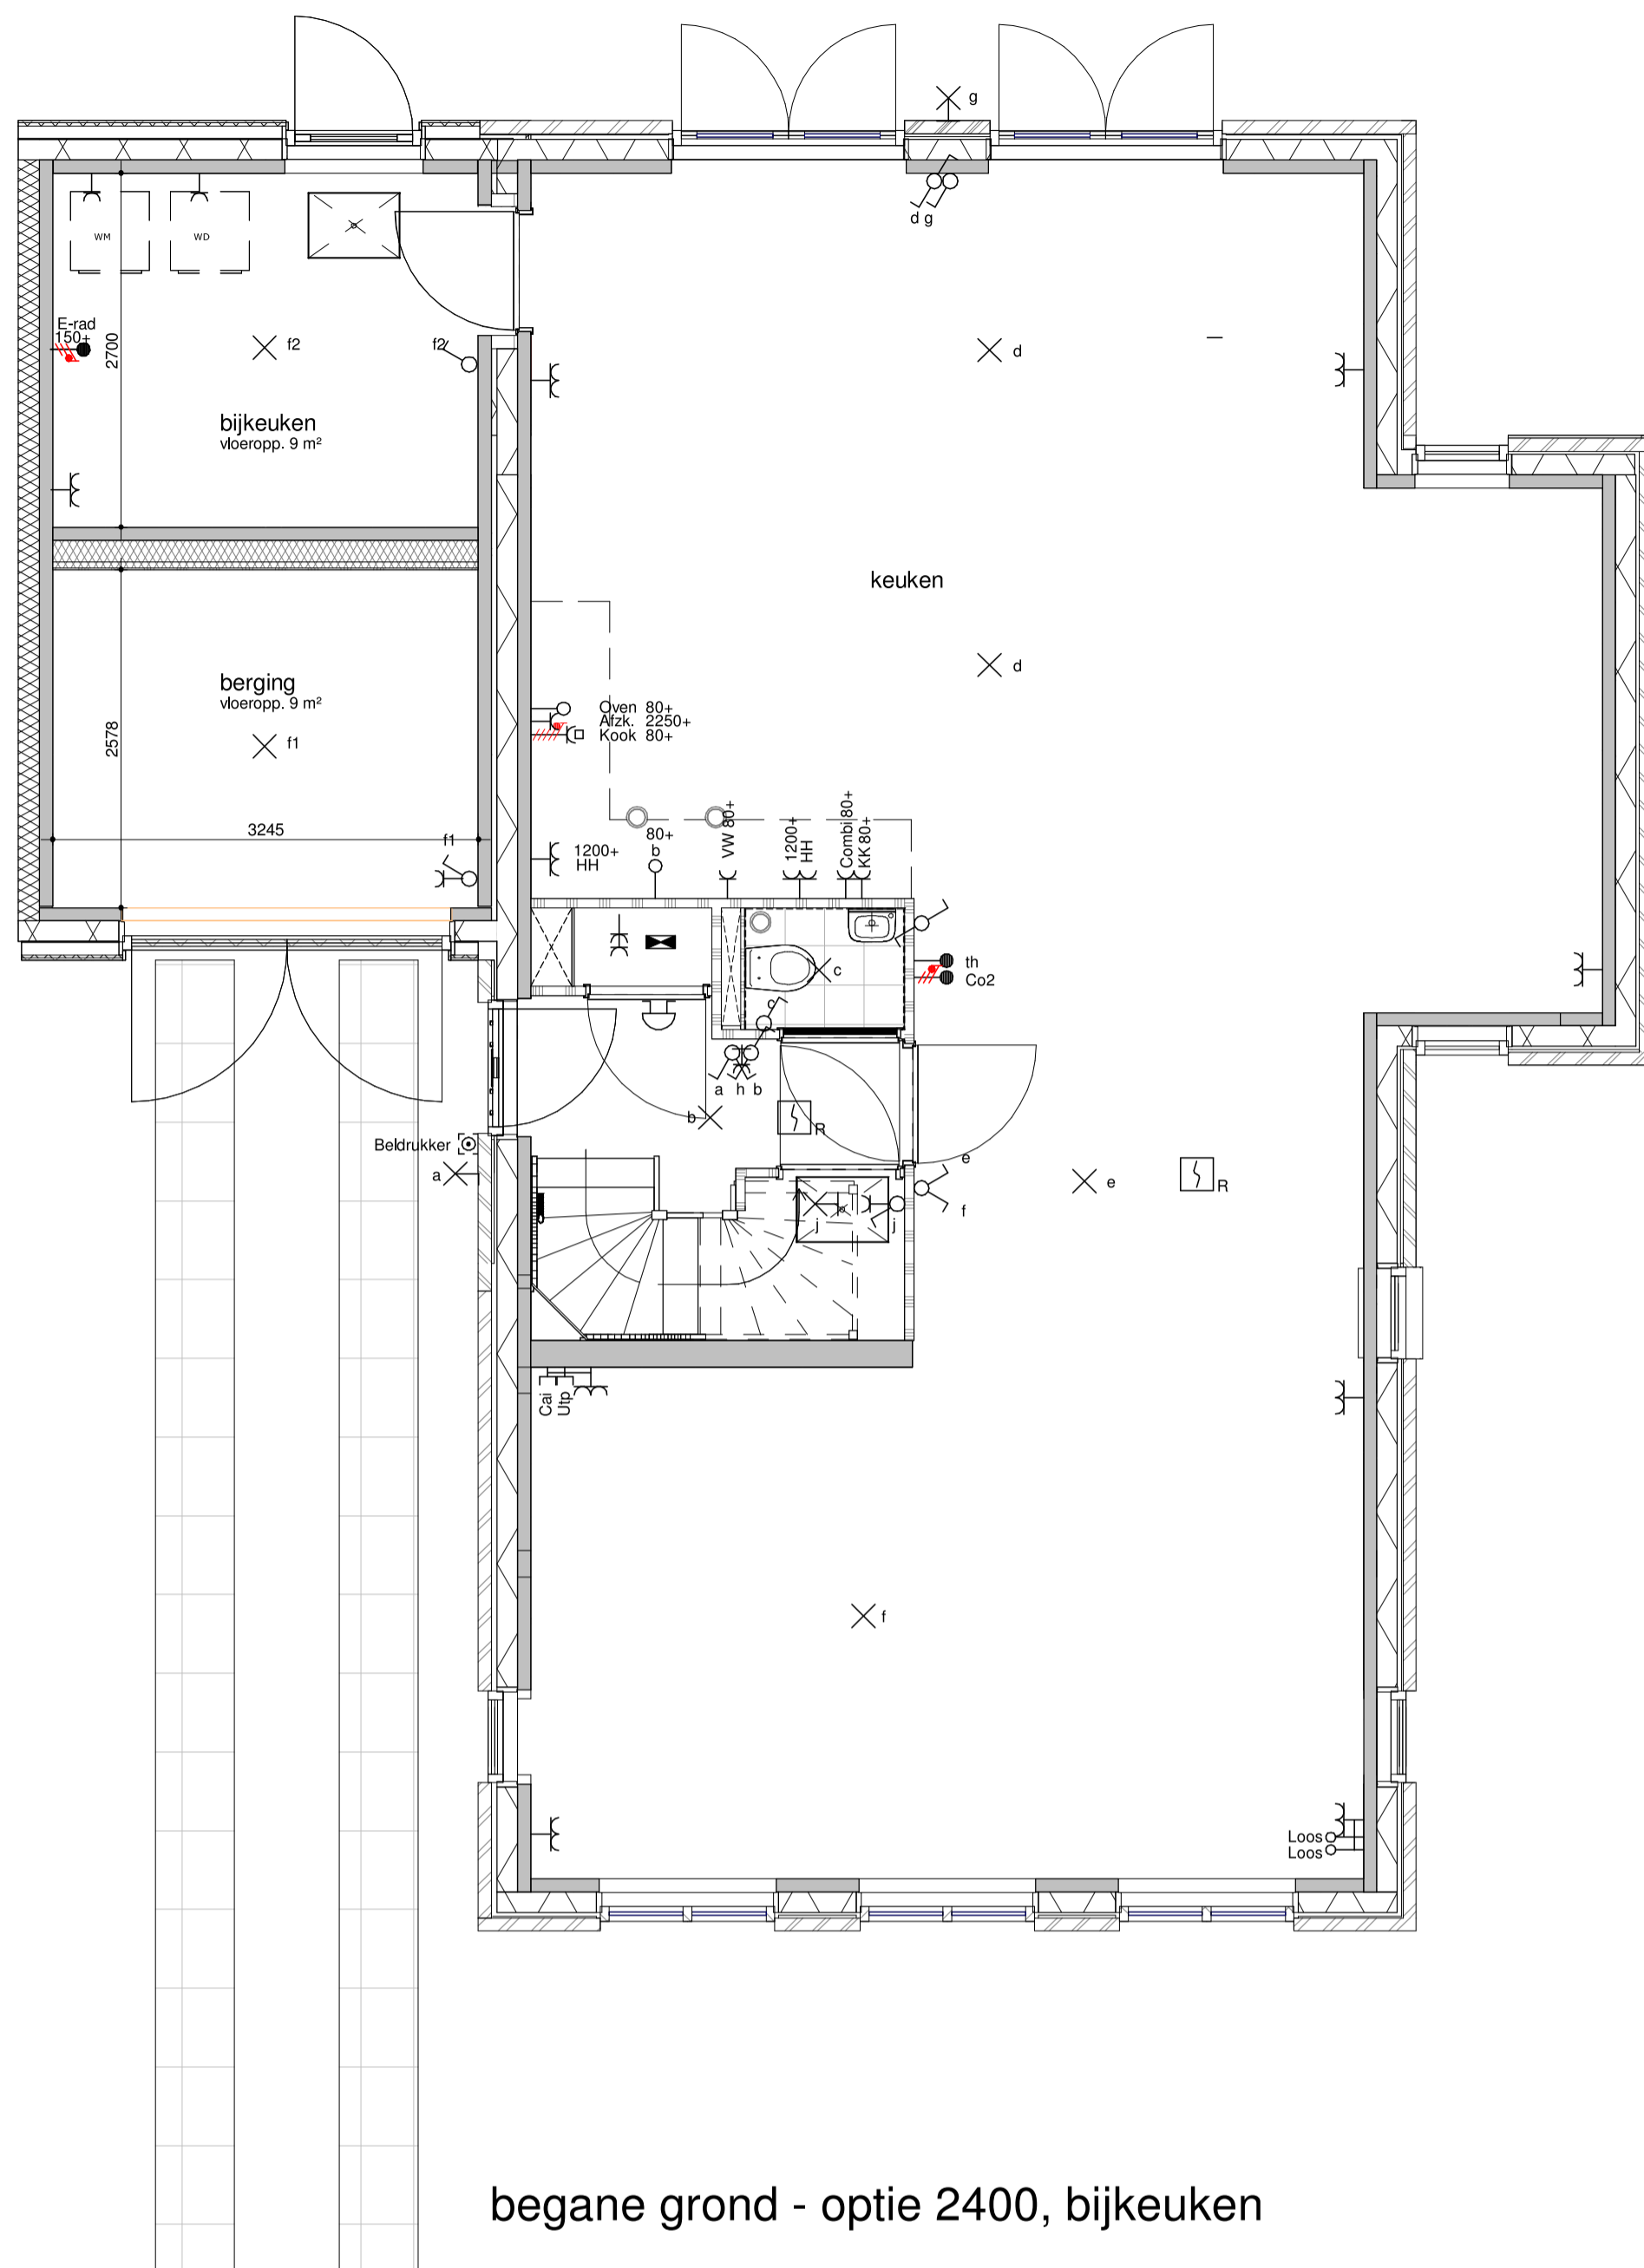 g
d g
WM
WD
E-rad
150+
2700
f2
f2
d
bijkeuken
vloeropp. 9 m²
keuken
d
berging
vloeropp. 9 m²
2578
f1
Oven 80+
Afzk. 2250+
Kook 80+
3245
f1
1200+
HH
80+
b
VW 80+
1200+
HH
Combi 80+
KK 80+
c
th
Co2
c
a h b
b
R
Beldrukker
a
e
e
R
f
j
j
Cai
Utp
f
Loos
Loos
begane grond - optie 2400, bijkeuken